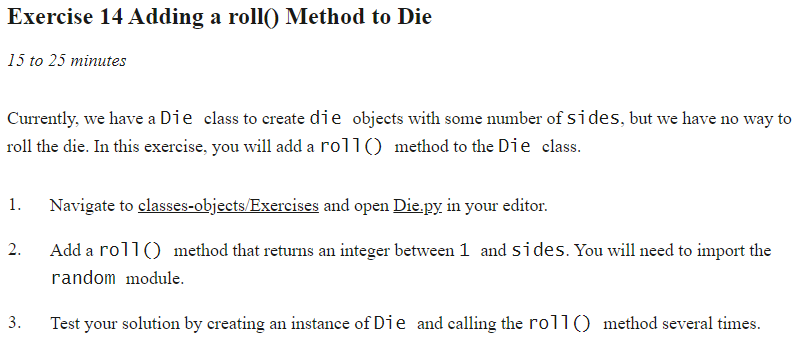 Exercise 14 Adding a roll() Method to Die
15 to 25 minutes
Currently, we have a Die class to create die objects with some number of sides, but we have no way to
roll the die. In this exercise, you will add a roll() method to the Die class.
1. Navigate to classes-objects/Exercises and open Die.py in your editor.
2. Add a roll() method that returns an integer between 1 and sides. You will need to import the
random module.
3. Test your solution by creating an instance of Die and calling the roll() method several times.